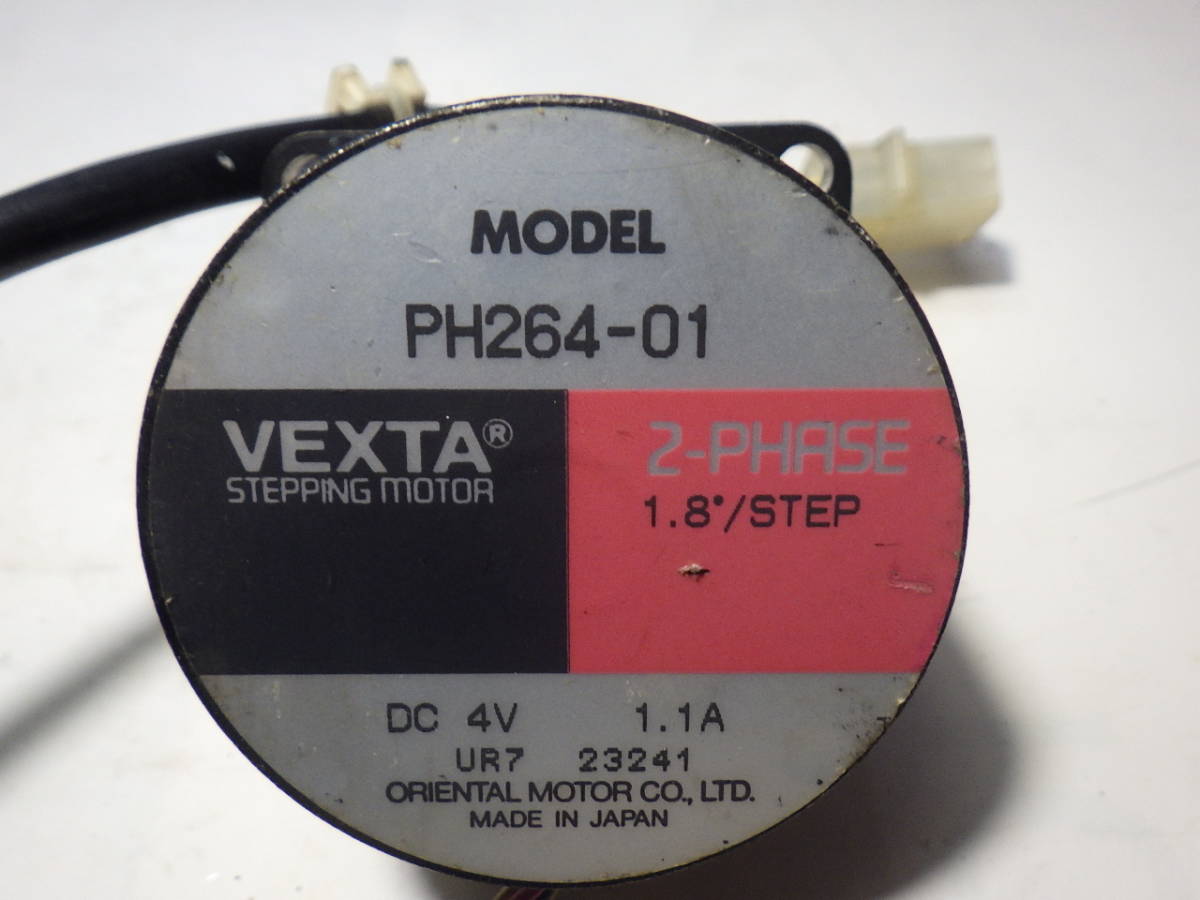 MODEL
PH264-01
VEXTA®
STEPPING MOTOR
2-PHASE
1.8°/STEP
DC 4V 1.1A
UR7 23241
ORIENTAL MOTOR CO., LTD.
MADE IN JAPAN